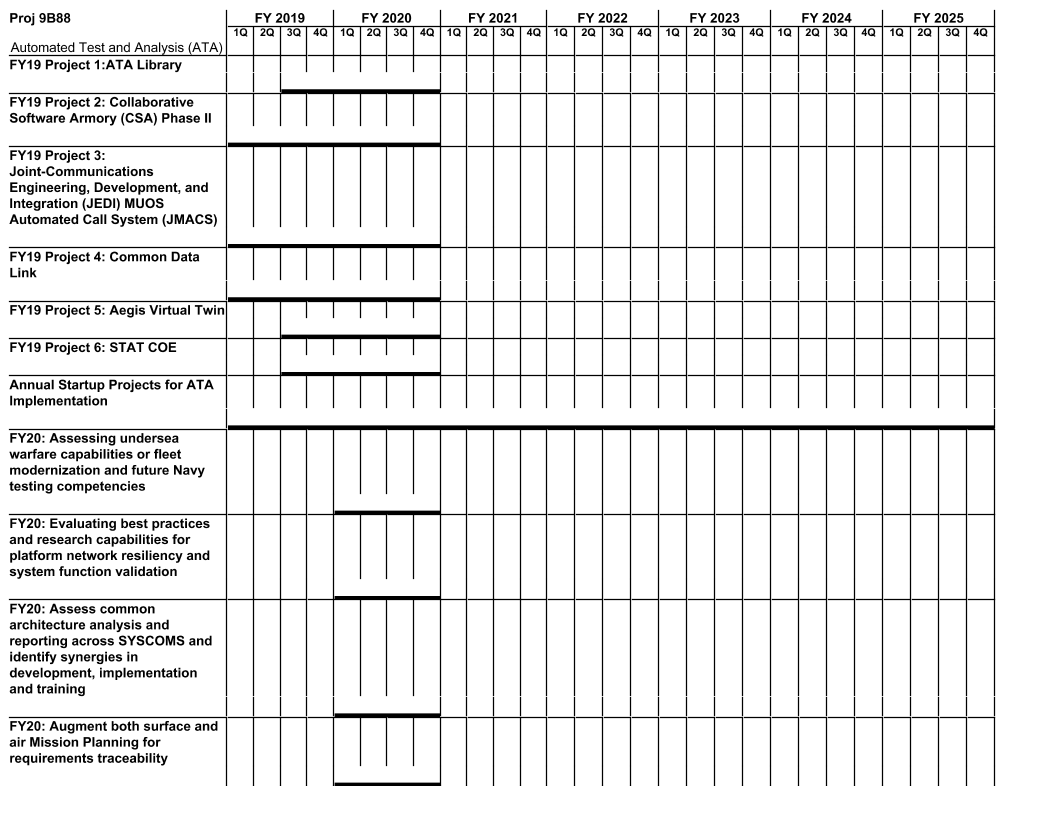 Proj 9B88 FY 2019 FY 2020 FY 2021 FY 2022 FY 2023 FY 2024 FY 2025
1Q 2Q 3Q 4Q 1Q 2Q 3Q 4Q 1Q 2Q 3Q 4Q 1Q 2Q 3Q 4Q 1Q 2Q 3Q 4Q 1Q 2Q 3Q 4Q 1Q 2Q 3Q 4Q
Automated Test and Analysis (ATA)
FY19 Project 1:ATA Library
FY19 Project 2: Collaborative
Software Armory (CSA) Phase II
FY19 Project 3:
Joint-Communications
Engineering, Development, and
Integration (JEDI) MUOS
Automated Call System (JMACS)
FY19 Project 4: Common Data
Link
FY19 Project 5: Aegis Virtual Twin
FY19 Project 6: STAT COE
Annual Startup Projects for ATA
Implementation
FY20: Assessing undersea
warfare capabilities or fleet
modernization and future Navy
testing competencies
FY20: Evaluating best practices
and research capabilities for
platform network resiliency and
system function validation
FY20: Assess common
architecture analysis and
reporting across SYSCOMS and
identify synergies in
development, implementation
and training
FY20: Augment both surface and
air Mission Planning for
requirements traceability